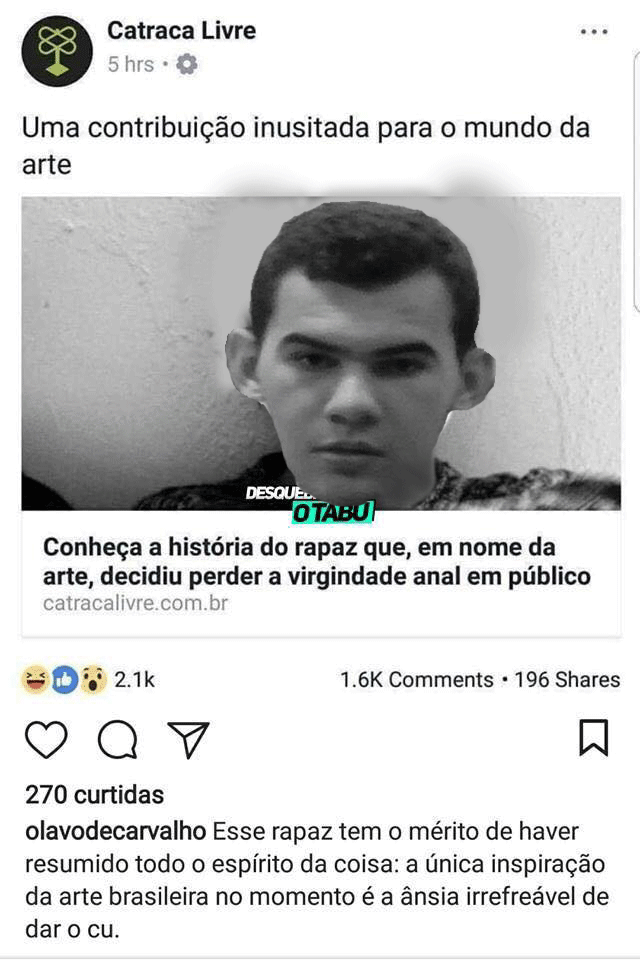 Catraca Livre
5 hrs •
Uma contribuição inusitada para o mundo da
arte
O TABU
Conheça a história do rapaz que, em nome da
arte, decidiu perder a virgindade anal em público
catracalivre.com.br
2.1k
1.6K Comments • 196 Shares
270 curtidas
olavodecarvalho Esse rapaz tem o mérito de haver
resumido todo o espírito da coisa: a única inspiração
da arte brasileira no momento é a ânsia irrefreável de
dar o cu.